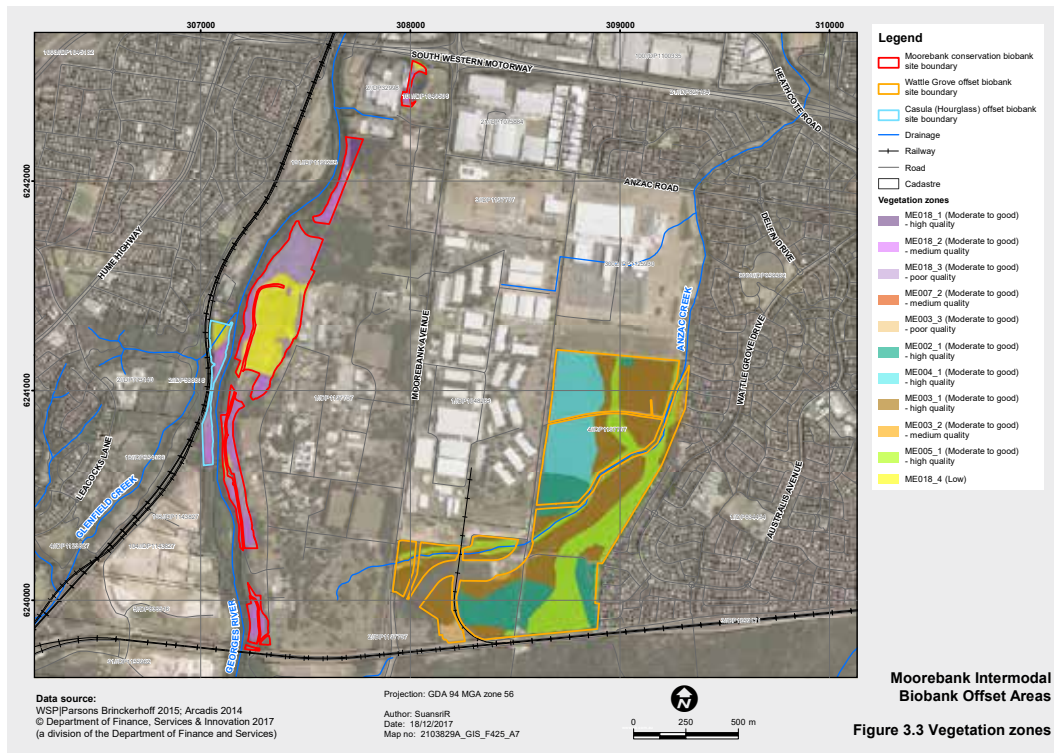 307000
308000
309000
310000
6242000
6241000
6240000
SOUTH WESTERN MOTORWAY
HEATHCOTE ROAD
ANZAC ROAD
DELFIN DRIVE
HUME HIGHWAY
MOOREBANK AVENUE
ANZAC CREEK
WATTLE GROVE DRIVE
LEACOCKS LANE
GLENFIELD CREEK
AUSTRALIS AVENUE
GEORGES RIVER
Legend
Moorebank conservation biobank
site boundary
Wattle Grove offset biobank
site boundary
Casula (Hourglass) offset biobank
site boundary
Drainage
Railway
Road
Cadastre
Vegetation zones
ME018_1 (Moderate to good)
- high quality
ME018_2 (Moderate to good)
- medium quality
ME018_3 (Moderate to good)
- poor quality
ME007_2 (Moderate to good)
- medium quality
ME003_3 (Moderate to good)
- poor quality
ME002_1 (Moderate to good)
- high quality
ME004_1 (Moderate to good)
- high quality
ME003_1 (Moderate to good)
- high quality
ME003_2 (Moderate to good)
- medium quality
ME005_1 (Moderate to good)
- high quality
ME018_4 (Low)
Data source:
WSP|Parsons Brinckerhoff 2015; Arcadis 2014
© Department of Finance, Services & Innovation 2017
(a division of the Department of Finance and Services)
Projection: GDA 94 MGA zone 56
Author: SuansriR
Date: 18/12/2017
Map no: 2103829A_GIS_F425_A7
N
0 250 500 m
Moorebank Intermodal
Biobank Offset Areas
Figure 3.3 Vegetation zones